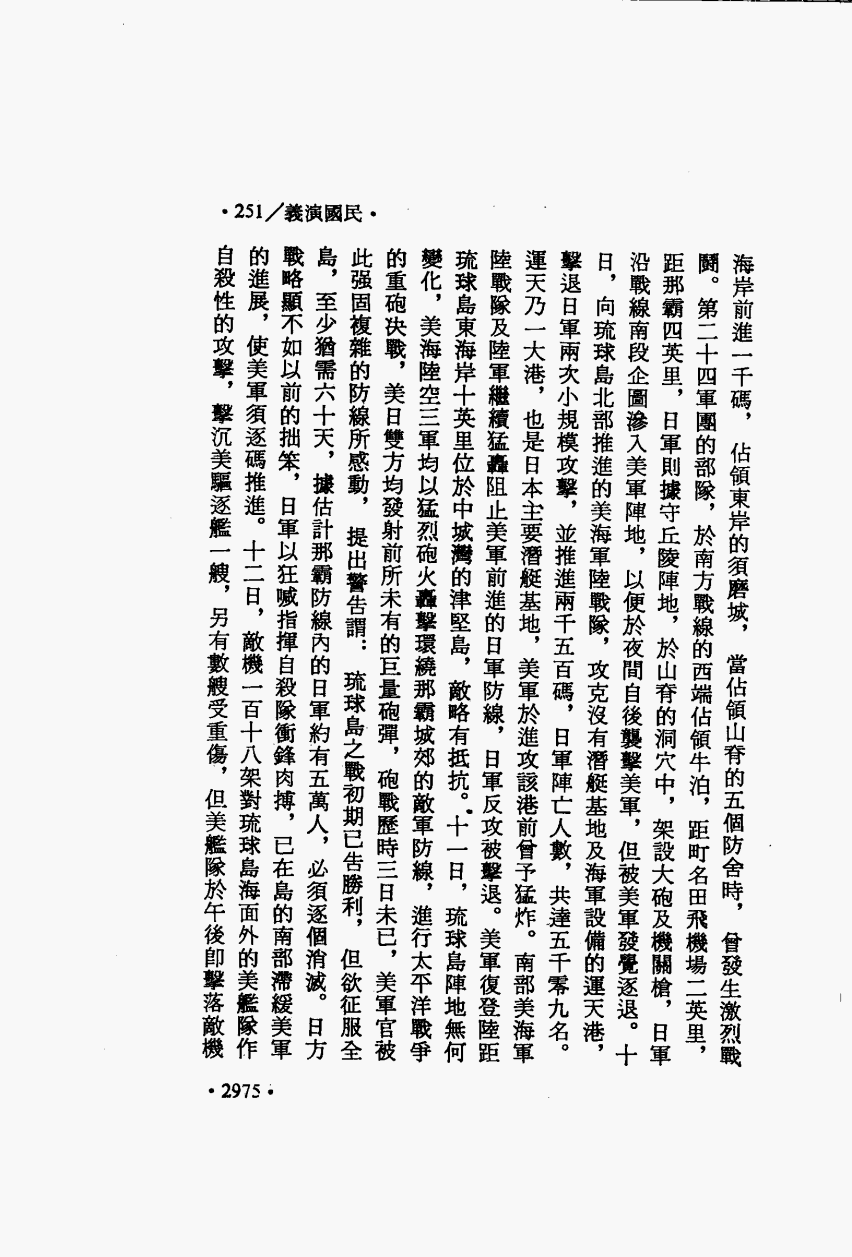 •251／義演國民•
海岸前進一千碼，佔領東岸的須磨城，當佔領山脊的五個防舍時，曾發生激烈戰
鬪。第二十四軍團的部隊，於南方戰線的西端佔領牛泊，距町名田飛機場二英里，
距那霸四英里，日軍則據守丘陵陣地，於山脊的洞穴中，架設大砲及機關槍，日軍
沿戰線南段企圖滲入美軍陣地，以便於夜間自後襲擊美軍，但被美軍發覺逐退。十
日，向琉球島北部推進的美海軍陸戰隊，攻克沒有潛艇基地及海軍設備的運天港，
擊退日軍兩次小規模攻擊，並推進兩千五百碼，日軍陣亡人數，共達五千零九名。
運天乃一大港，也是日本主要潛艇基地，美軍於進攻該港前曾予猛炸。南部美海軍
陸戰隊及陸軍繼續猛轟阻止美軍前進的日軍防線，日軍反攻被擊退。美軍復登陸距
琉球島東海岸十英里位於中城灣的津堅島，敵略有抵抗。十一日，琉球島陣地無何
變化，美海陸空三軍均以猛烈砲火轟擊環繞那霸城郊的敵軍防線，進行太平洋戰爭
的重砲決戰，美日雙方均發射前所未有的巨量砲彈，砲戰歷時三日未已，美軍官被
此强固複雜的防線所感動，提出警告謂：琉球島之戰初期已告勝利，但欲征服全
島，至少猶需六十天，據估計那霸防線內的日軍約有五萬人，必須逐個消滅。日方
戰略顯不如以前的拙笨，日軍以狂喊指揮自殺隊衝鋒肉搏，已在島的南部滯緩美軍
的進展，使美軍須逐碼推進。十二日，敵機一百十八架對琉球島海面外的美艦隊作
自殺性的攻擊，擊沉美驅逐艦一艘，另有數艘受重傷，但美艦隊於午後卽擊落敵機
•2975•